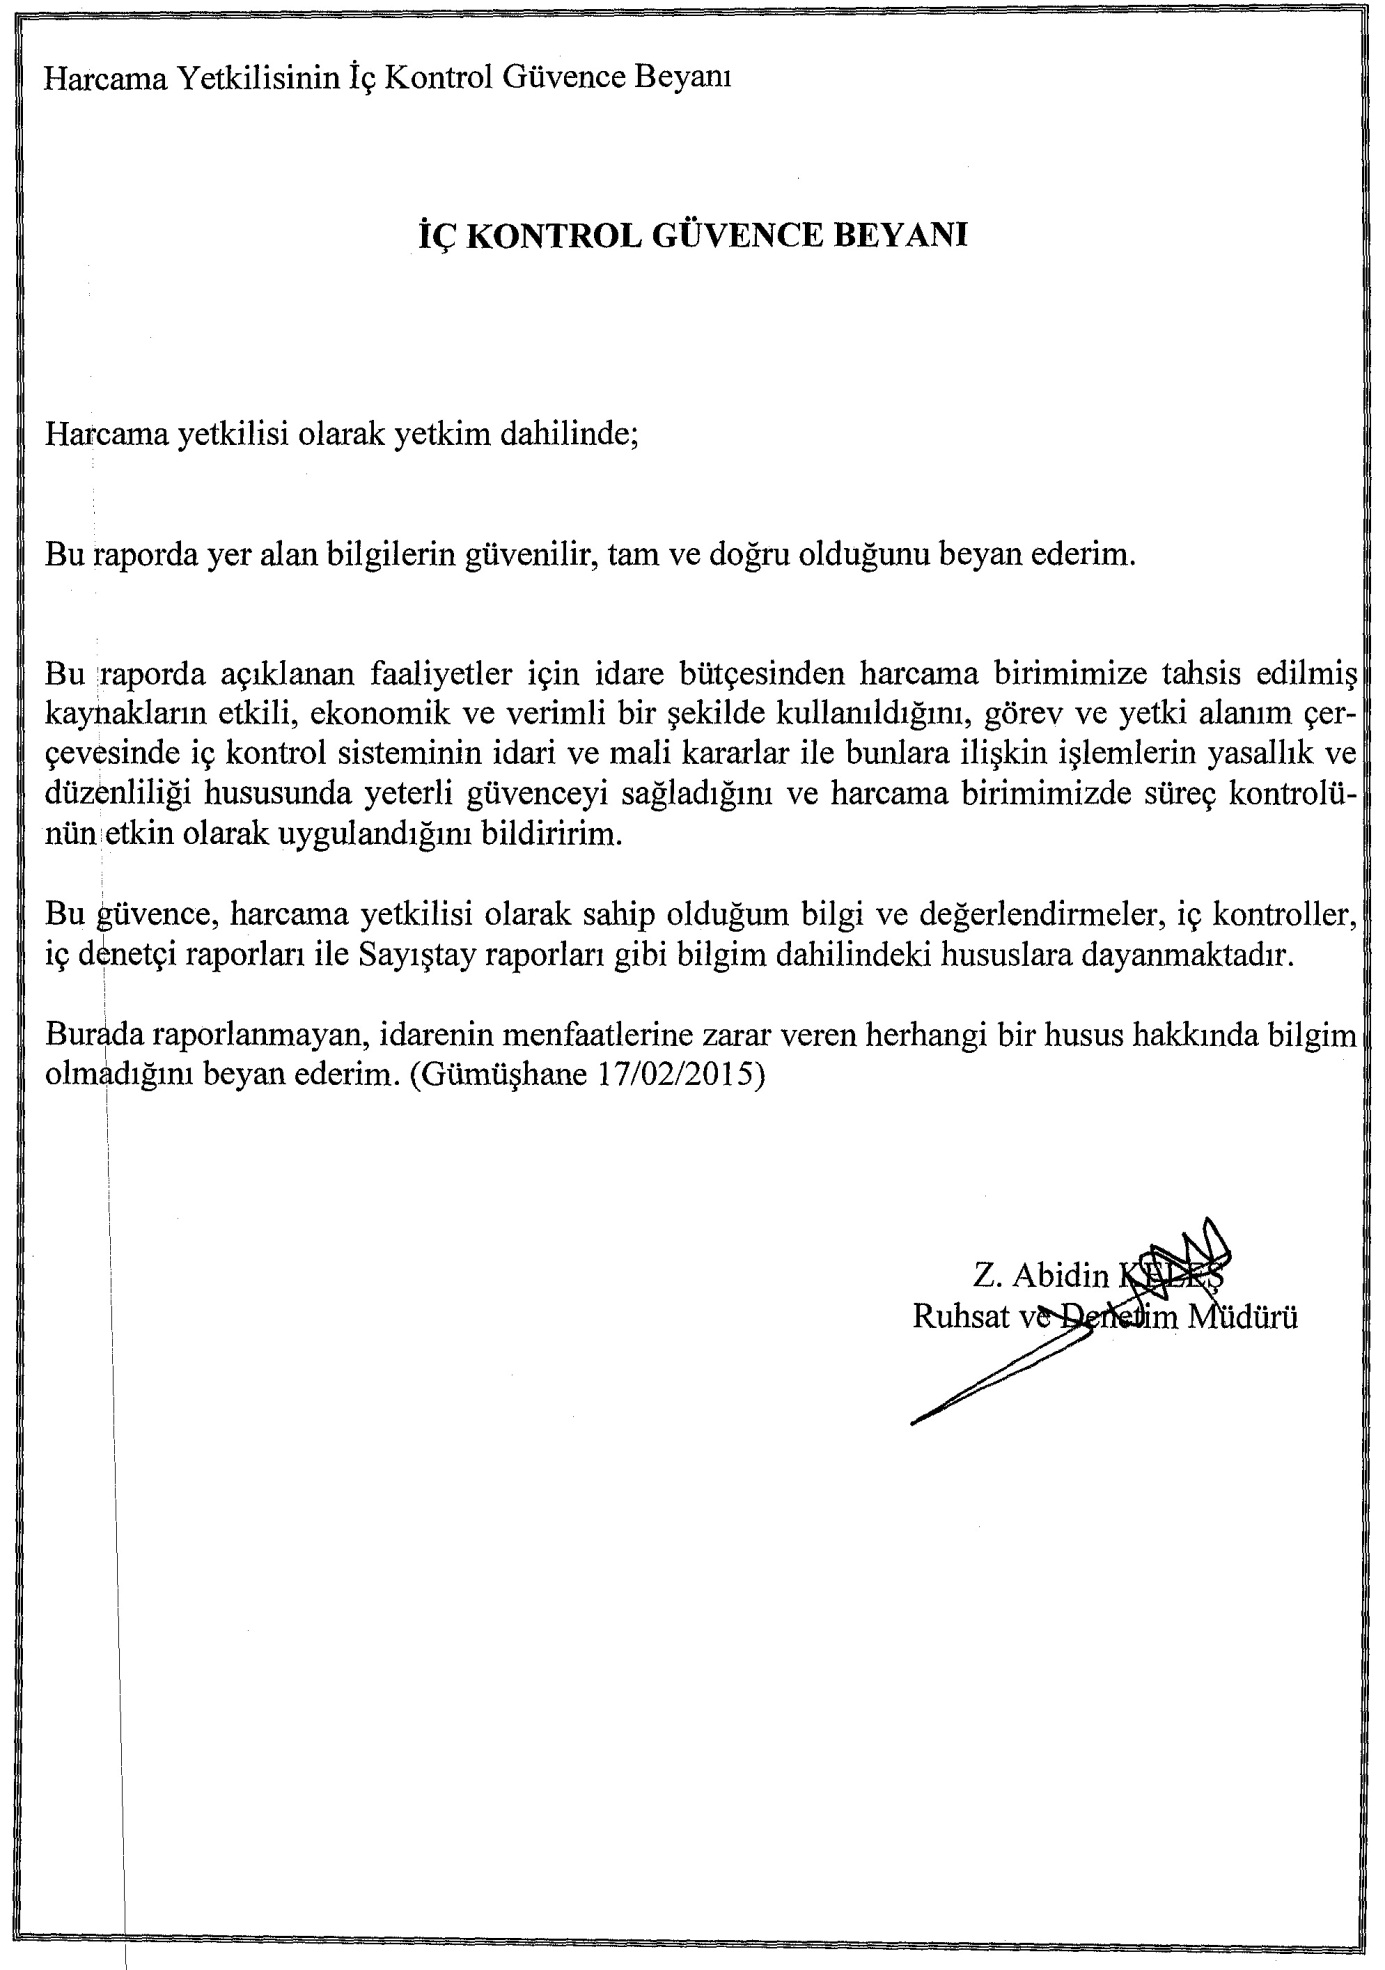 Harcama Yetkilisinin İç Kontrol Güvence Beyanı
İÇ KONTROL GÜVENCE BEYANI
Harcama yetkilisi olarak yetkim dahilinde;
Bu raporda yer alan bilgilerin güvenilir, tam ve doğru olduğunu beyan ederim.
Bu raporda açıklanan faaliyetler için idare bütçesinden harcama birimimize tahsis edilmiş
kaynakların etkili, ekonomik ve verimli bir şekilde kullanıldığını, görev ve yetki alanım çer-
çevesinde iç kontrol sisteminin idari ve mali kararlar ile bunlara ilişkin işlemlerin yasallık ve
düzenliliği hususunda yeterli güvenceyi sağladığını ve harcama birimimizde süreç kontrolü-
nün etkin olarak uygulandığını bildiririm.
Bu güvence, harcama yetkilisi olarak sahip olduğum bilgi ve değerlendirmeler, iç kontroller,
iç denetçi raporları ile Sayıştay raporları gibi bilgim dahilindeki hususlara dayanmaktadır.
Burada raporlanmayan, idarenin menfaatlerine zarar veren herhangi bir husus hakkında bilgim
olmadığını beyan ederim. (Gümüşhane 17/02/2015)
Z. Abidin KELEŞ
Ruhsat ve Denetim Müdürü